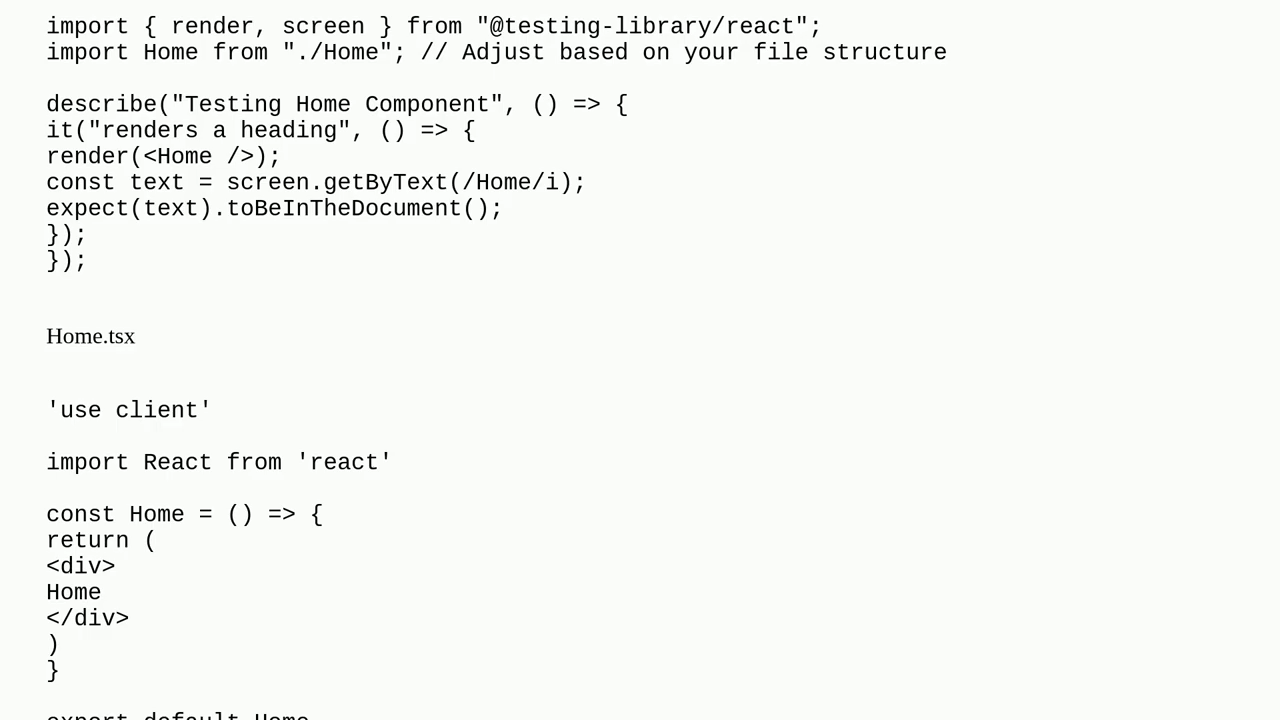 import { render, screen } from "@testing-library/react";
import Home from "./Home"; // Adjust based on your file structure
describe("Testing Home Component", () => {
it("renders a heading", () => {
render(<Home />);
const text = screen.getByText(/Home/i);
expect(text).toBeInTheDocument();
});
});
Home.tsx
'use client'
import React from 'react'
const Home = () => {
return (
<div>
Home
</div>
)
}
export default Home